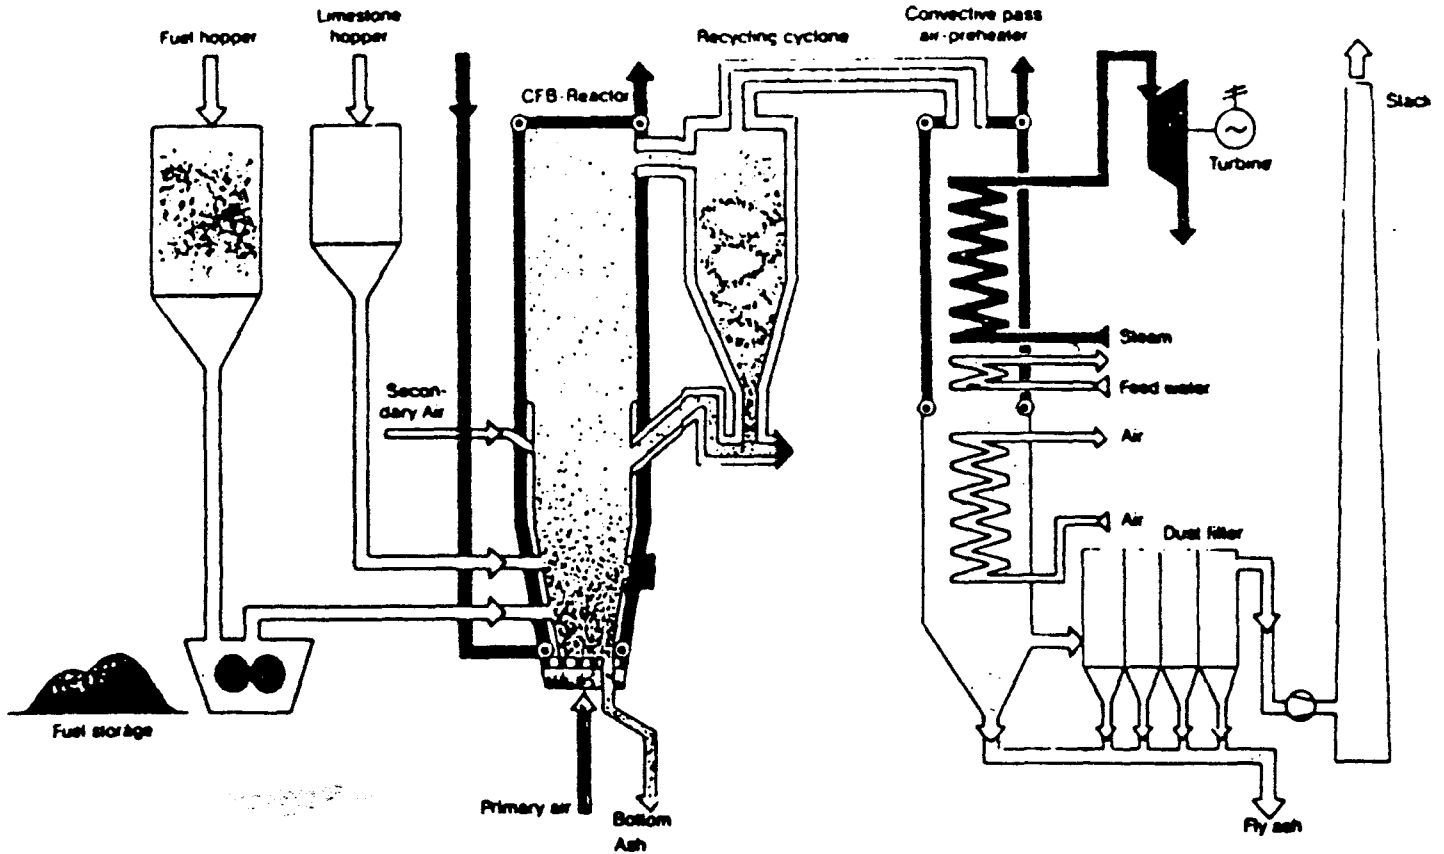 Limestone
hopper
Fuel hopper
Convective pass
air-preheater
Recycling cyclone
CFB-Reactor
Stack
Turbine
Steam
Feed water
Secon-
dary Air
Air
Air
Dust filter
Fuel storage
Primary air
Bottom
Ash
Fly ash